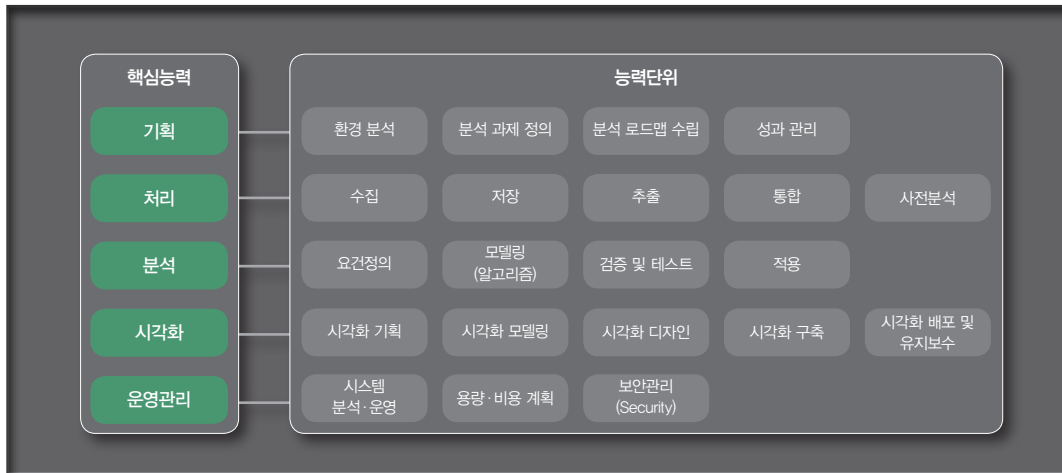 핵심능력
능력단위
기획
환경 분석
분석 과제 정의
분석 로드맵 수립
성과 관리
처리
수집
저장
추출
통합
사전분석
분석
요건정의
모델링
(알고리즘)
검증 및 테스트
적용
시각화
시각화 기획
시각화 모델링
시각화 디자인
시각화 구축
시각화 배포 및
유지보수
운영관리
시스템
분석·운영
용량·비용 계획
보안관리
(Security)